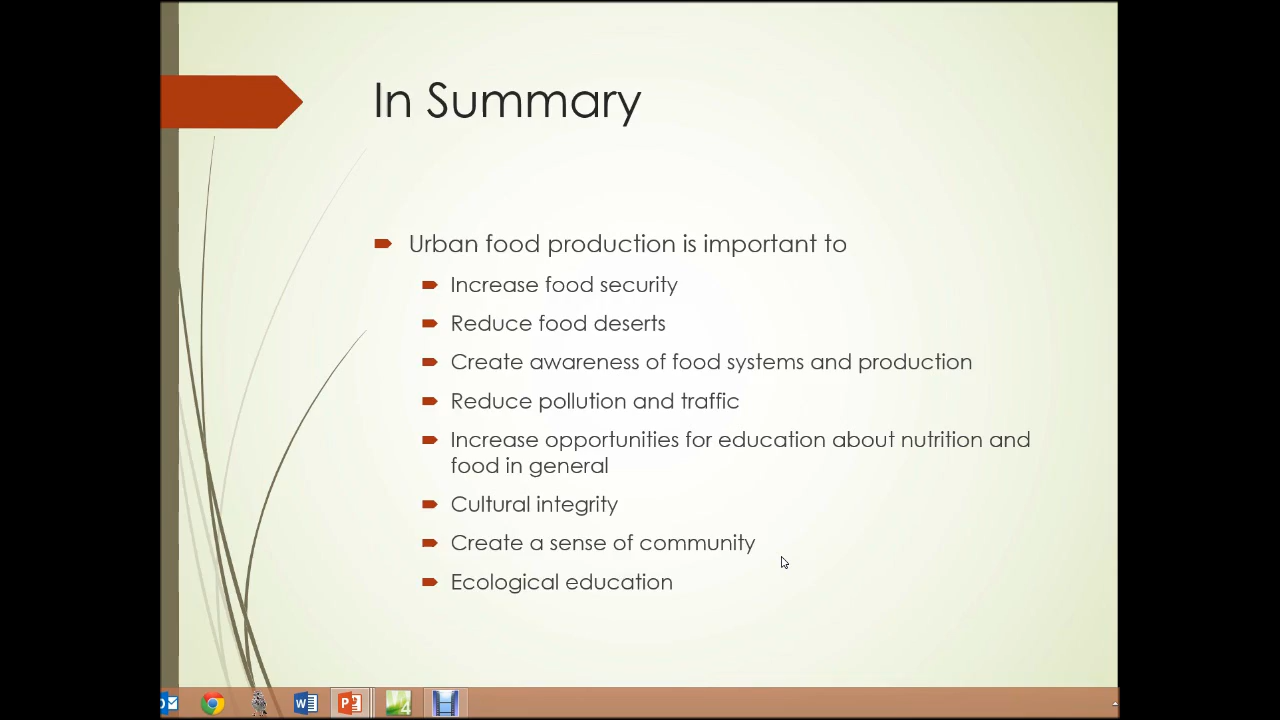 In Summary
Urban food production is important to
Increase food security
Reduce food deserts
Create awareness of food systems and production
Reduce pollution and traffic
Increase opportunities for education about nutrition and
food in general
Cultural integrity
Create a sense of community
Ecological education